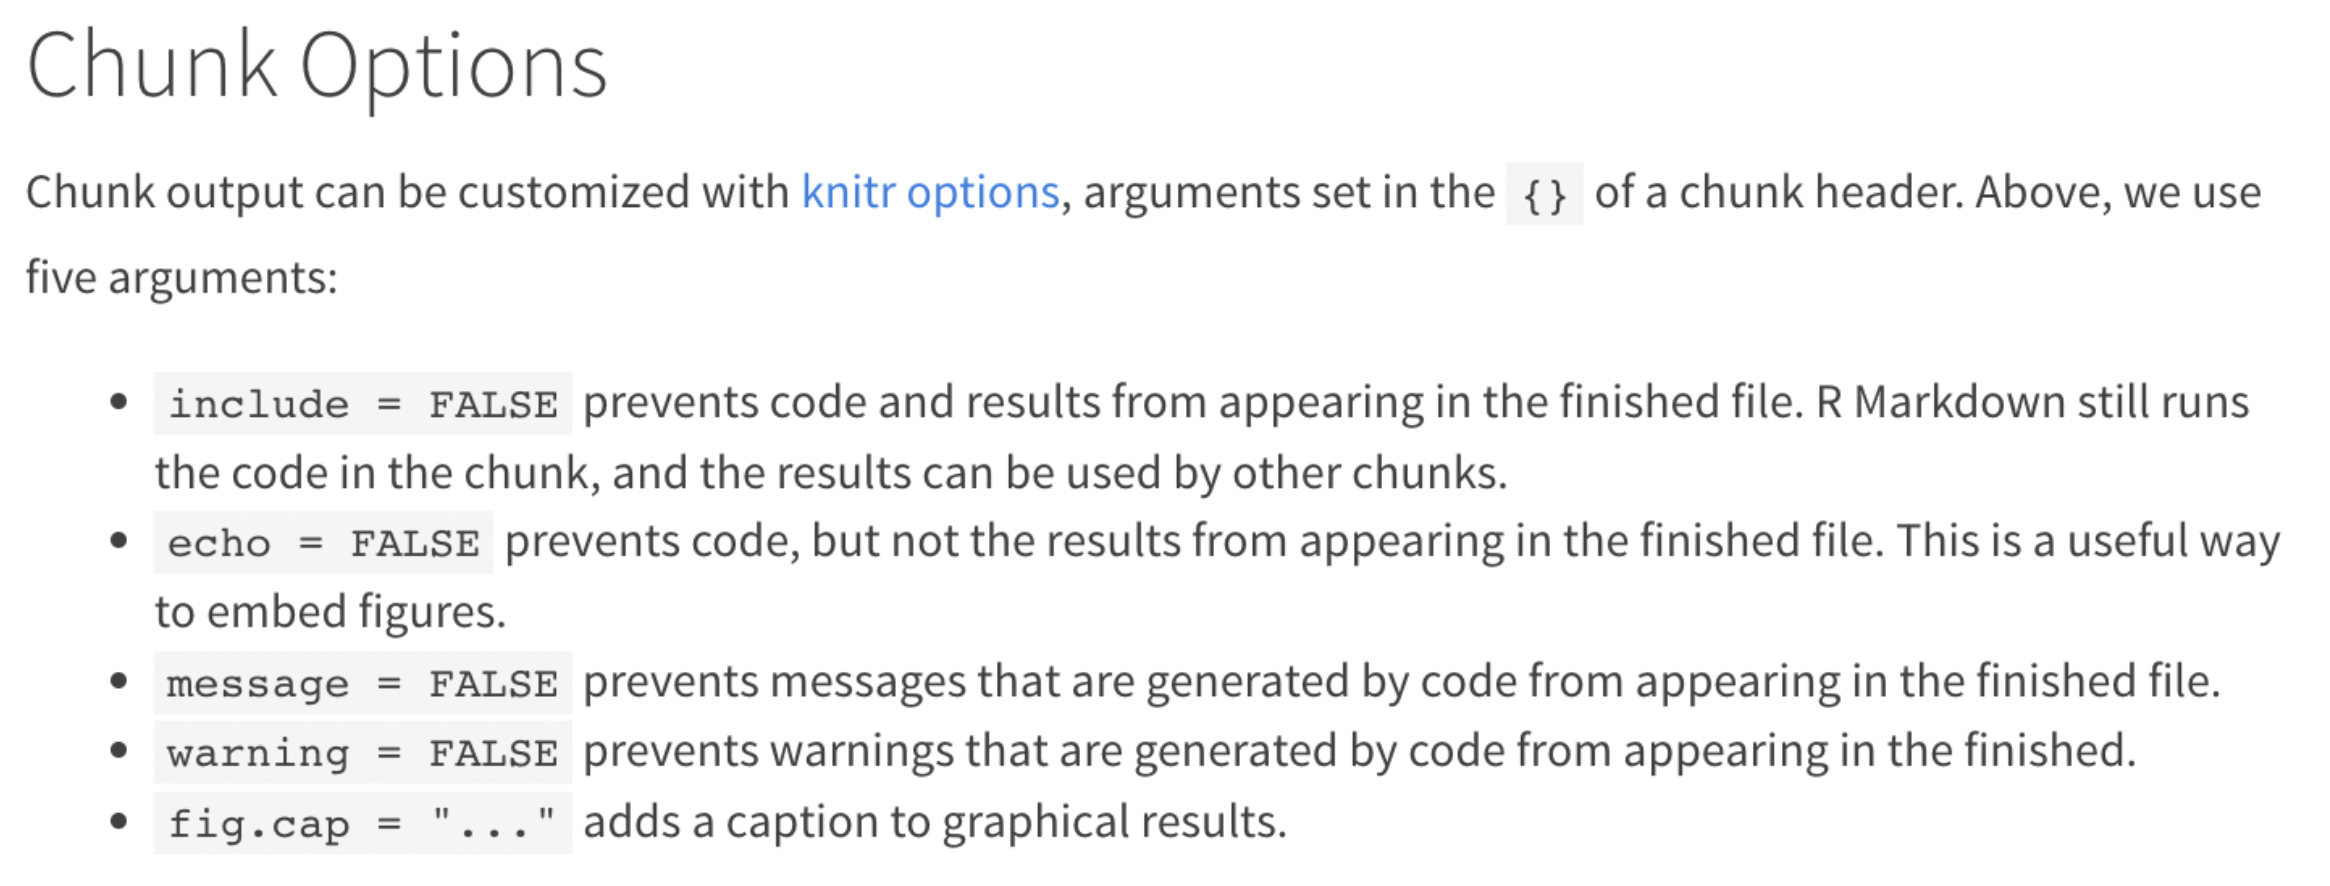 Chunk Options
Chunk output can be customized with knitr options, arguments set in the {} of a chunk header. Above, we use
five arguments:
• include = FALSE prevents code and results from appearing in the finished file. R Markdown still runs
the code in the chunk, and the results can be used by other chunks.
• echo = FALSE prevents code, but not the results from appearing in the finished file. This is a useful way
to embed figures.
• message = FALSE prevents messages that are generated by code from appearing in the finished file.
• warning = FALSE prevents warnings that are generated by code from appearing in the finished.
• fig.cap = "..." adds a caption to graphical results.